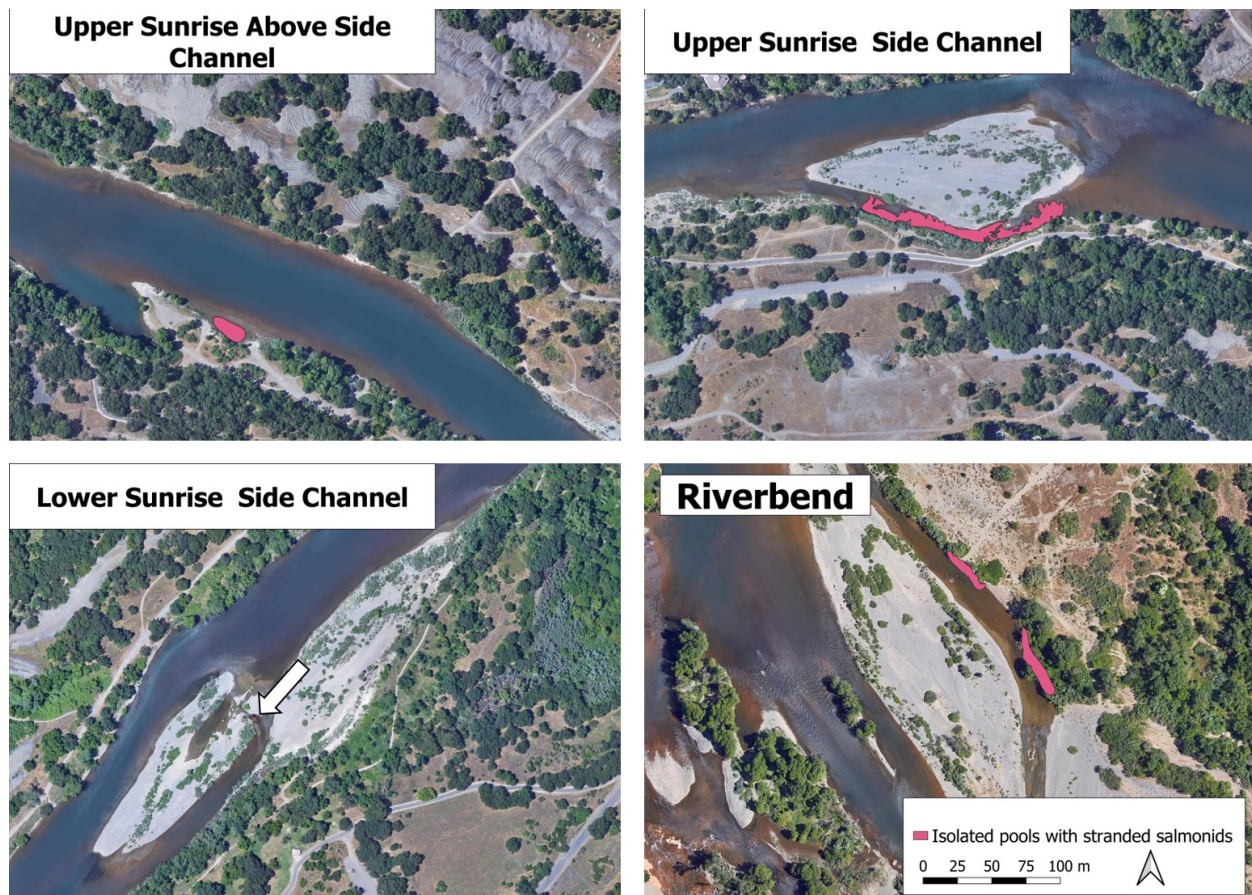 Upper Sunrise Above Side
Channel
Upper Sunrise Side Channel
Lower Sunrise Side Channel
Riverbend
Isolated pools with stranded salmonids
0 25 50 75 100 m